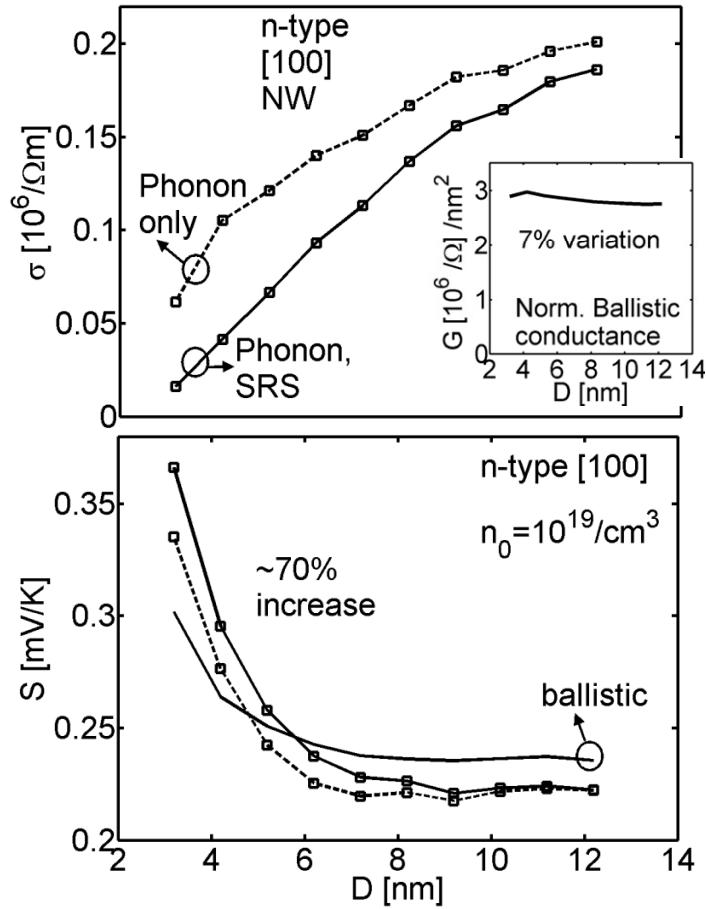 n-type
[100]
NW
Phonon
only
Phonon,
SRS
σ [10⁶/Ωm]
0.2
0.15
0.1
0.05
0
G [10⁶ /Ω] /nm²
3
2
1
0
7% variation
Norm. Ballistic
conductance
2 4 6 8 10 12 14
D [nm]
n-type [100]
n₀=10¹⁹/cm³
~70%
increase
ballistic
S [mV/K]
0.35
0.3
0.25
0.2
2 4 6 8 10 12 14
D [nm]